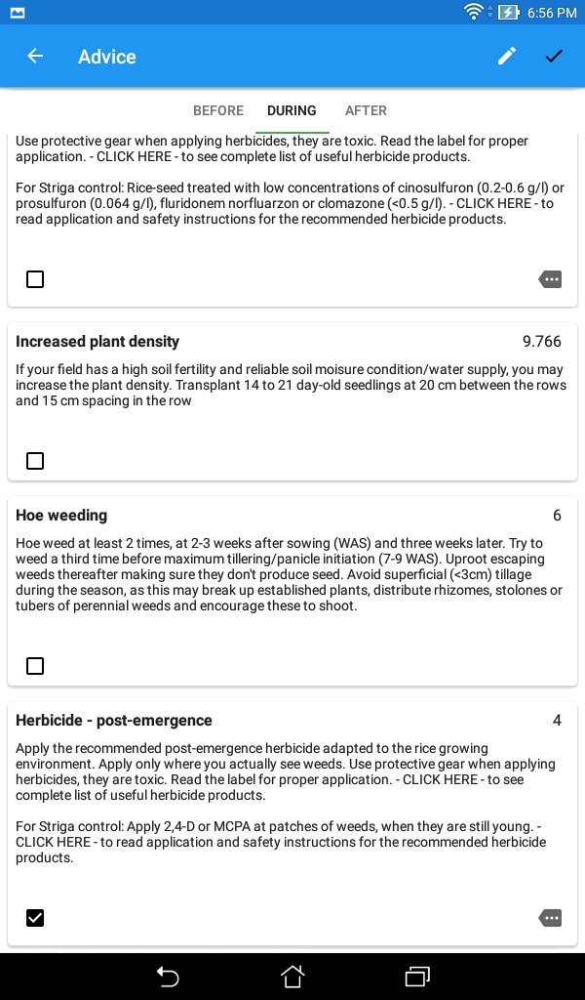 6:56 PM
Advice
BEFORE DURING AFTER
Use protective gear when applying herbicides, they are toxic. Read the label for proper
application. - CLICK HERE - to see complete list of useful herbicide products.
For Striga control: Rice-seed treated with low concentrations of cinosulfuron (0.2-0.6 g/l) or
prosulfuron (0.064 g/l), fluridonem norfluarzon or clomazone (<0.5 g/l). - CLICK HERE - to
read application and safety instructions for the recommended herbicide products.
Increased plant density 9.766
If your field has a high soil fertility and reliable soil moisure condition/water supply, you may
increase the plant density. Transplant 14 to 21 day-old seedlings at 20 cm between the rows
and 15 cm spacing in the row
Hoe weeding 6
Hoe weed at least 2 times, at 2-3 weeks after sowing (WAS) and three weeks later. Try to
weed a third time before maximum tillering/panicle initiation (7-9 WAS). Uproot escaping
weeds thereafter making sure they don't produce seed. Avoid superficial (<3cm) tillage
during the season, as this may break up established plants, distribute rhizomes, stolones or
tubers of perennial weeds and encourage these to shoot.
Herbicide - post-emergence 4
Apply the recommended post-emergence herbicide adapted to the rice growing
environment. Apply only where you actually see weeds. Use protective gear when applying
herbicides, they are toxic. Read the label for proper application. - CLICK HERE - to see
complete list of useful herbicide products.
For Striga control: Apply 2,4-D or MCPA at patches of weeds, when they are still young. -
CLICK HERE - to read application and safety instructions for the recommended herbicide
products.